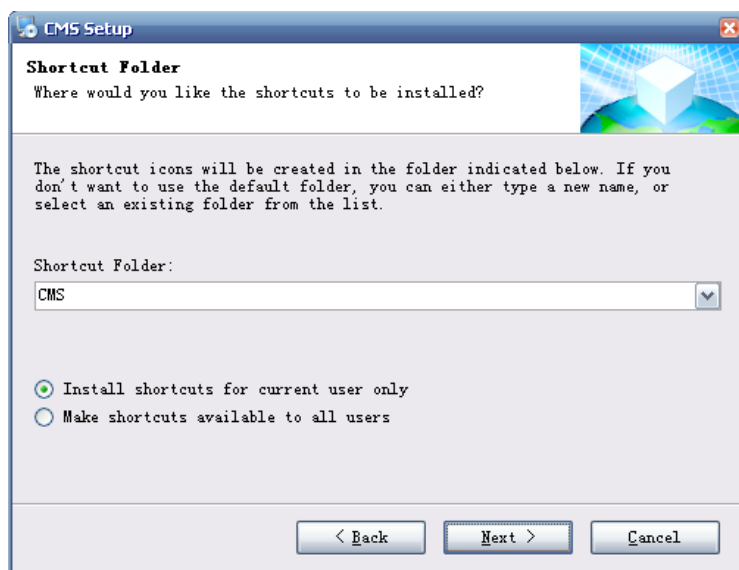 CMS Setup
Shortcut Folder
Where would you like the shortcuts to be installed?
The shortcut icons will be created in the folder indicated below. If you
don't want to use the default folder, you can either type a new name, or
select an existing folder from the list.
Shortcut Folder:
CMS
Install shortcuts for current user only
Make shortcuts available to all users
< Back
Next >
Cancel